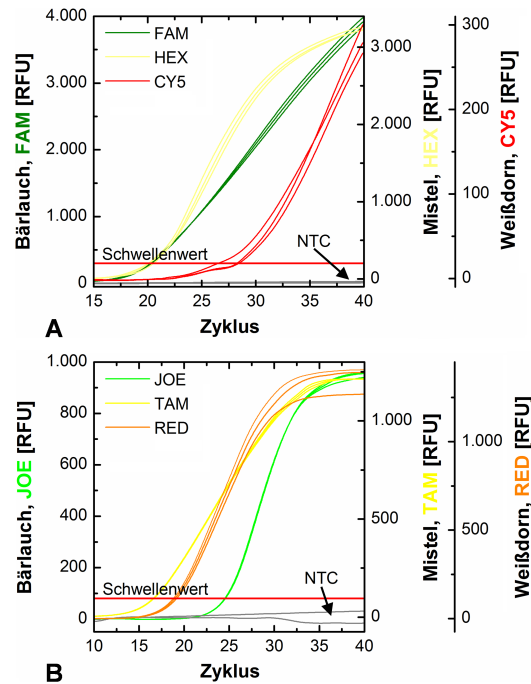 4.000
3.000
2.000
1.000
0
Bärlauch, FAM [RFU]
FAM
HEX
CY5
Schwellenwert
NTC
15 20 25 30 35 40
Zyklus
A
3.000
2.000
1.000
0
Mistel, HEX [RFU]
300
200
100
0
Weißdorn, CY5 [RFU]
1.000
800
600
400
200
100
0
Bärlauch, JOE [RFU]
JOE
TAM
RED
Schwellenwert
NTC
10 15 20 25 30 35 40
Zyklus
B
1.000
500
0
Mistel, TAM [RFU]
1.000
500
0
Weißdorn, RED [RFU]